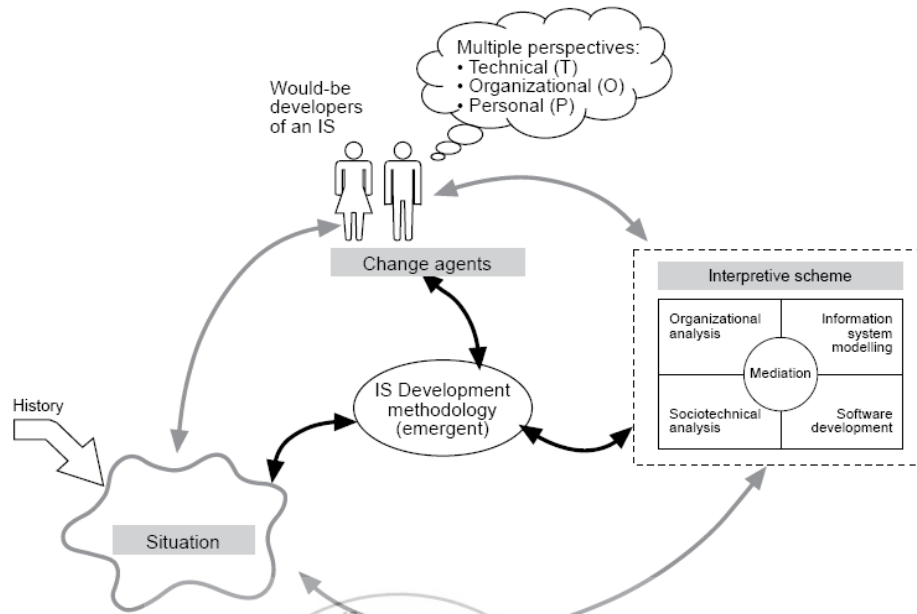 Multiple perspectives:
• Technical (T)
• Organizational (O)
• Personal (P)
Would-be
developers
of an IS
Change agents
Interpretive scheme
Organizational
analysis
Information
system
modelling
Mediation
Sociotechnical
analysis
Software
development
IS Development
methodology
(emergent)
History
Situation